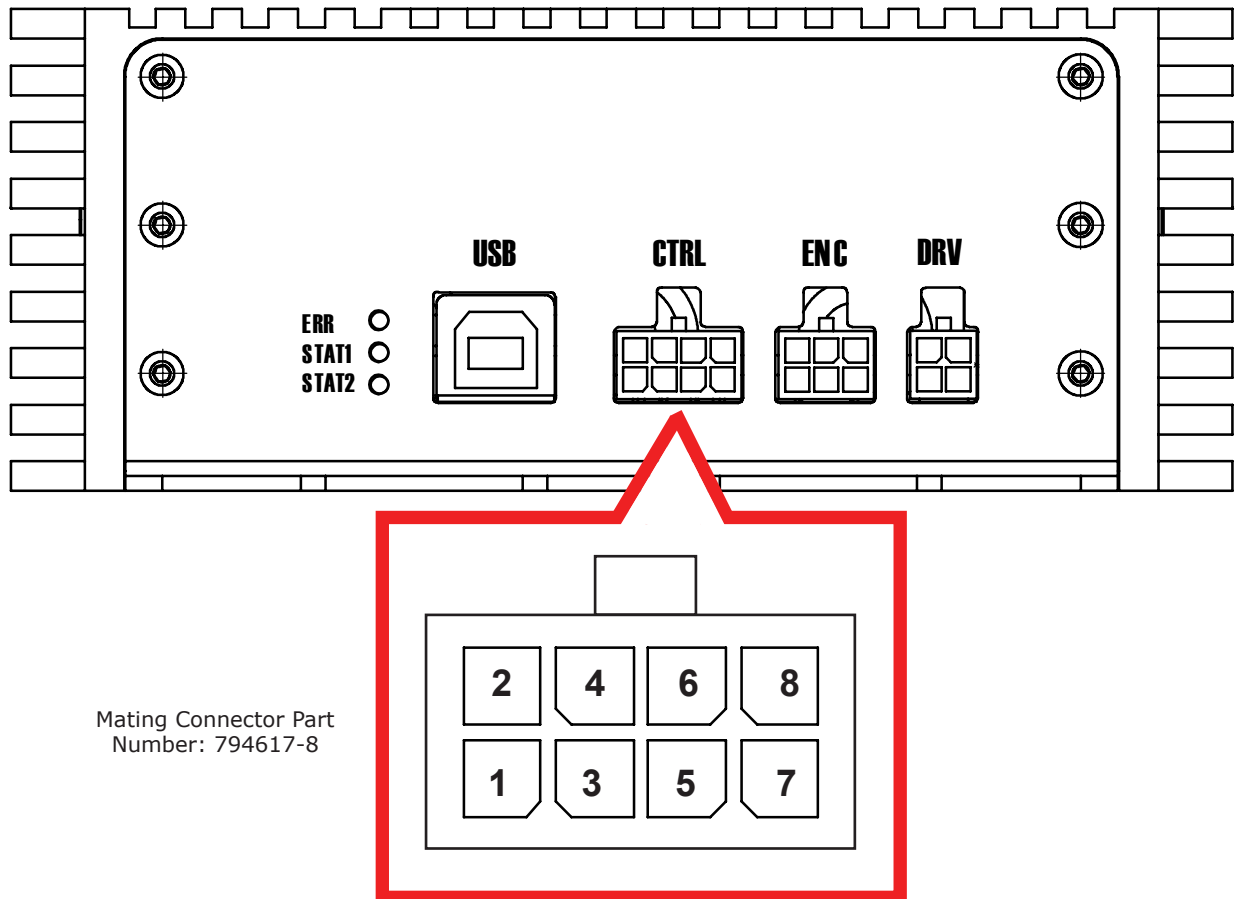 USB CTRL ENC DRV
ERR
STAT1
STAT2
2 4 6 8
Mating Connector Part
Number: 794617-8
1 3 5 7